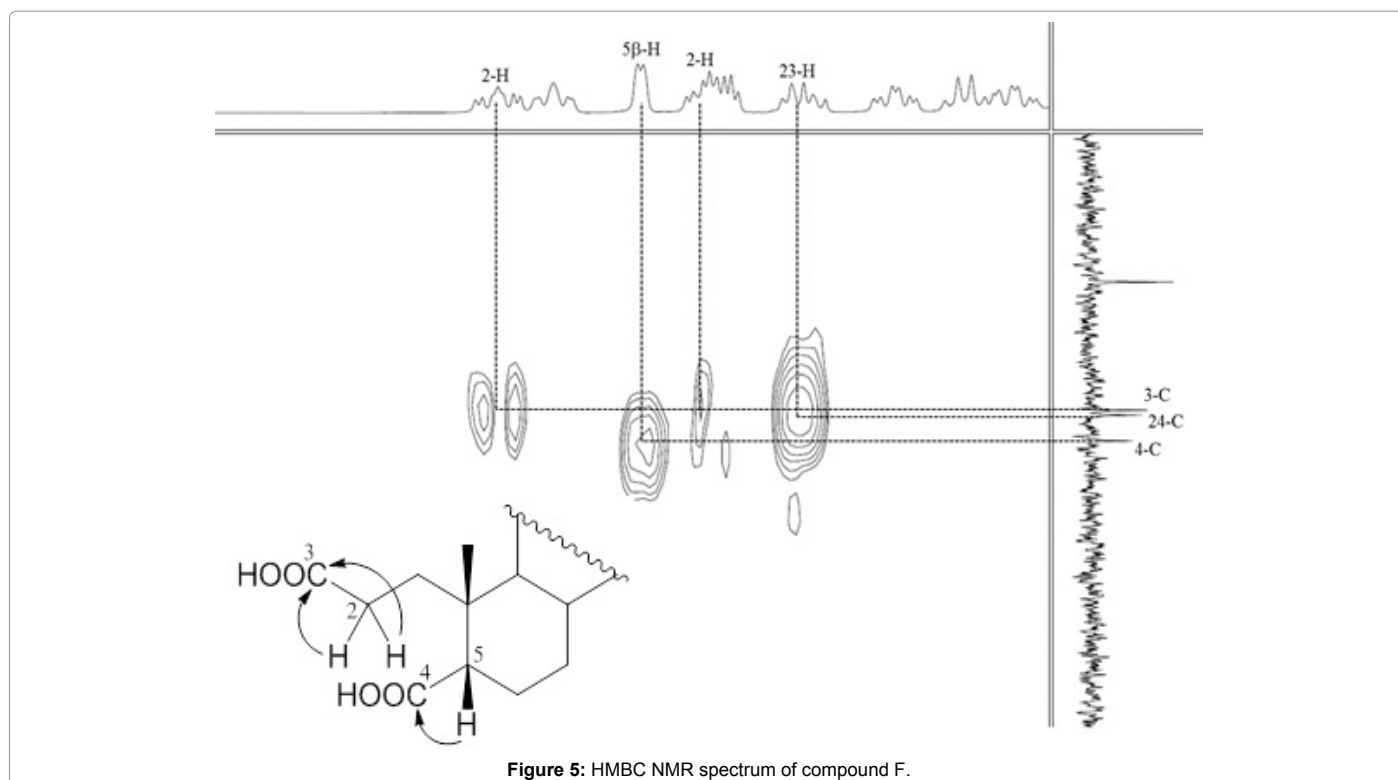 2-H
5β-H
2-H
23-H
3-C
24-C
4-C
3
HOOC
2
H
H
5
4
HOOC
H
Figure 5: HMBC NMR spectrum of compound F.